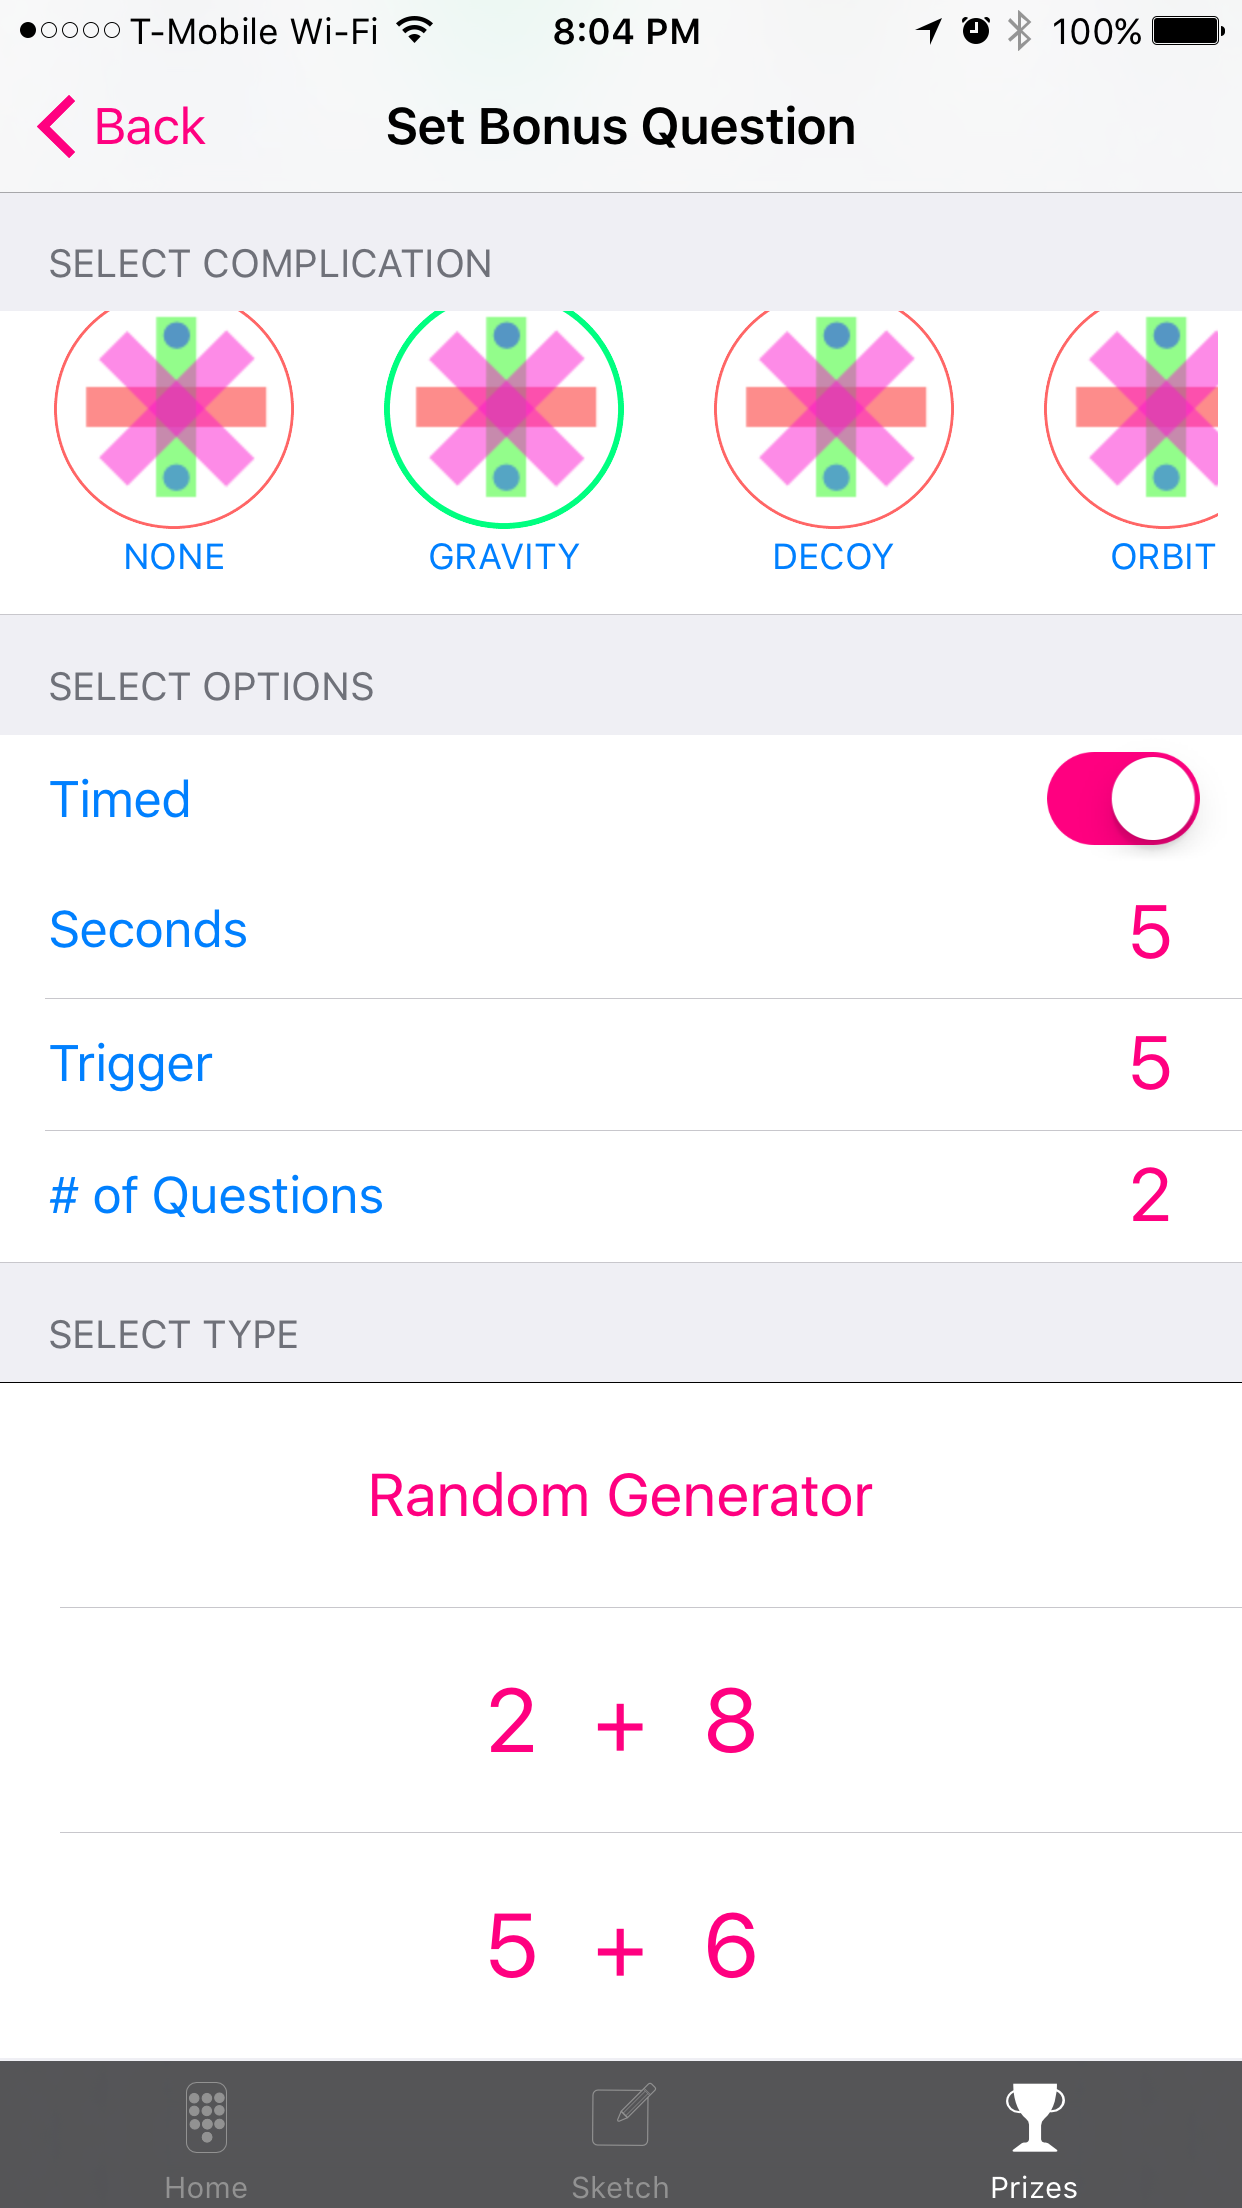 T-Mobile Wi-Fi 8:04 PM 100%
Back Set Bonus Question
SELECT COMPLICATION
NONE GRAVITY DECOY ORBIT
SELECT OPTIONS
Timed
Seconds 5
Trigger 5
# of Questions 2
SELECT TYPE
Random Generator
2 + 8
5 + 6
Home Sketch Prizes